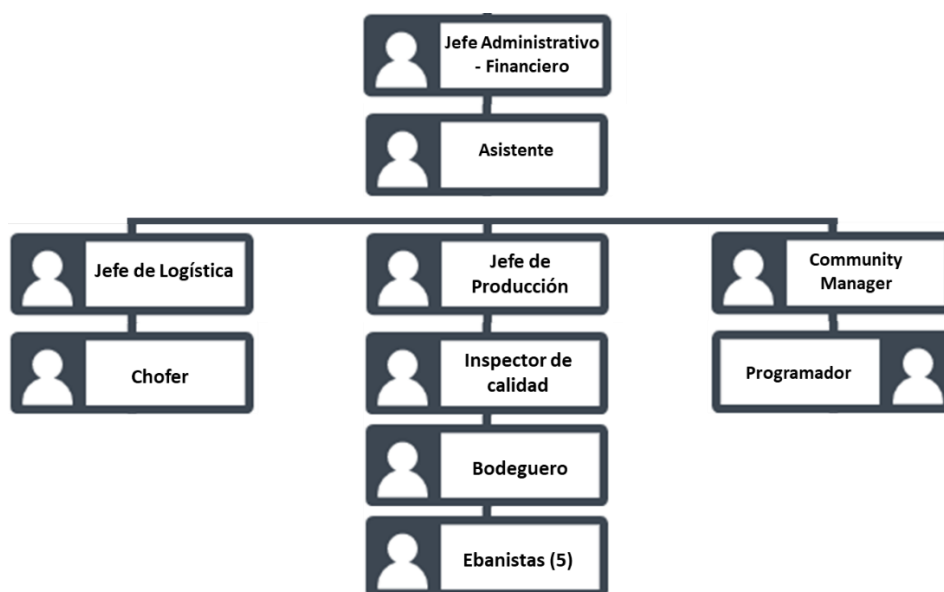 Jefe Administrativo
- Financiero
Asistente
Jefe de Logística
Jefe de
Producción
Community
Manager
Chofer
Inspector de
calidad
Programador
Bodeguero
Ebanistas (5)